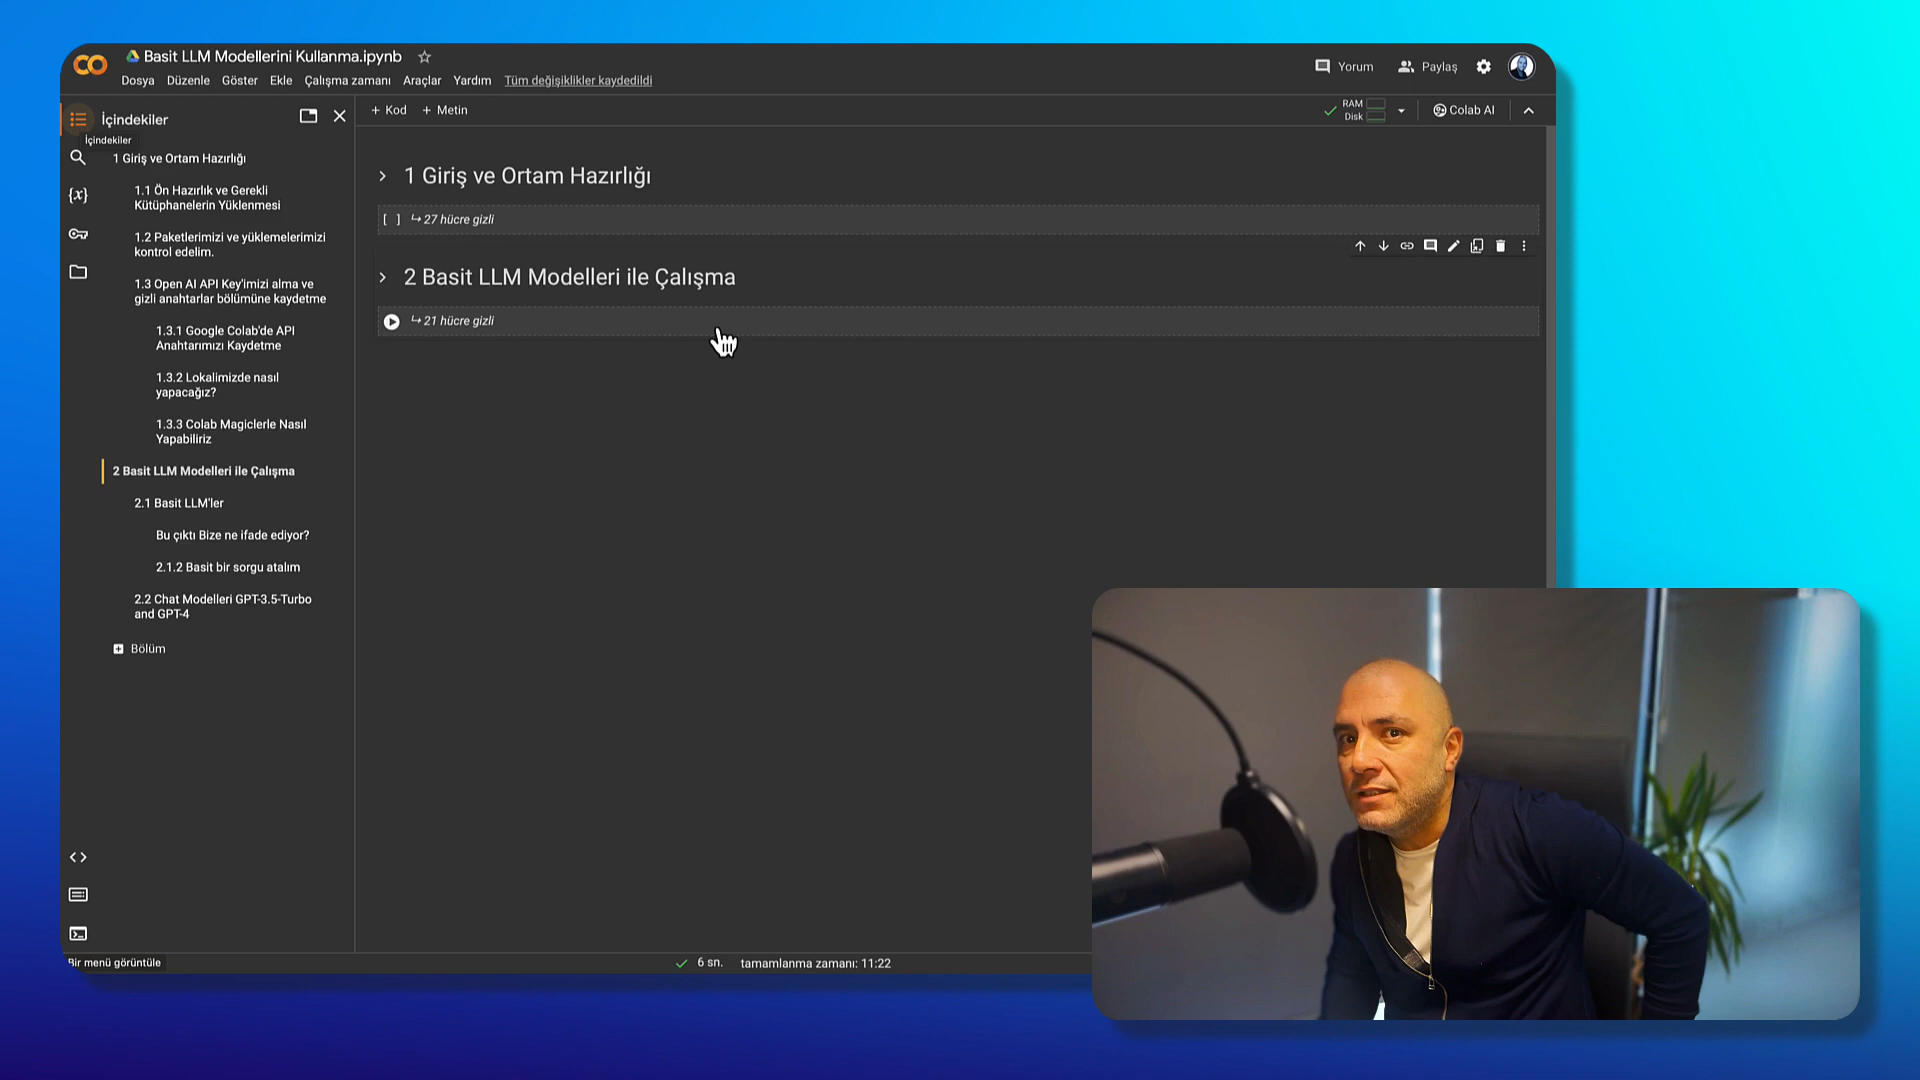 Basit LLM Modellerini Kullanma.ipynb
Dosya Düzenle Göster Ekle Çalışma zamanı Araçlar Yardım Tüm değişiklikler kaydedildi
Yorum Paylaş
İçindekiler
İçindekiler
1 Giriş ve Ortam Hazırlığı
1.1 Ön Hazırlık ve Gerekli
Kütüphanelerin Yüklenmesi
1.2 Paketlerimizi ve yüklemelerimizi
kontrol edelim.
1.3 Open AI API Key'imizi alma ve
gizli anahtarlar bölümüne kaydetme
1.3.1 Google Colab'de API
Anahtarımızı Kaydetme
1.3.2 Lokalimizde nasıl
yapacağız?
1.3.3 Colab Magiclerle Nasıl
Yapabiliriz
2 Basit LLM Modelleri ile Çalışma
2.1 Basit LLM'ler
Bu çıktı Bize ne ifade ediyor?
2.1.2 Basit bir sorgu atalım
2.2 Chat Modelleri GPT-3.5-Turbo
and GPT-4
Bölüm
+ Kod + Metin
RAM
Disk
Colab AI
1 Giriş ve Ortam Hazırlığı
[ ] ↳ 27 hücre gizli
2 Basit LLM Modelleri ile Çalışma
↳ 21 hücre gizli
Bir menü görüntüle
✓ 6 sn. tamamlanma zamanı: 11:22